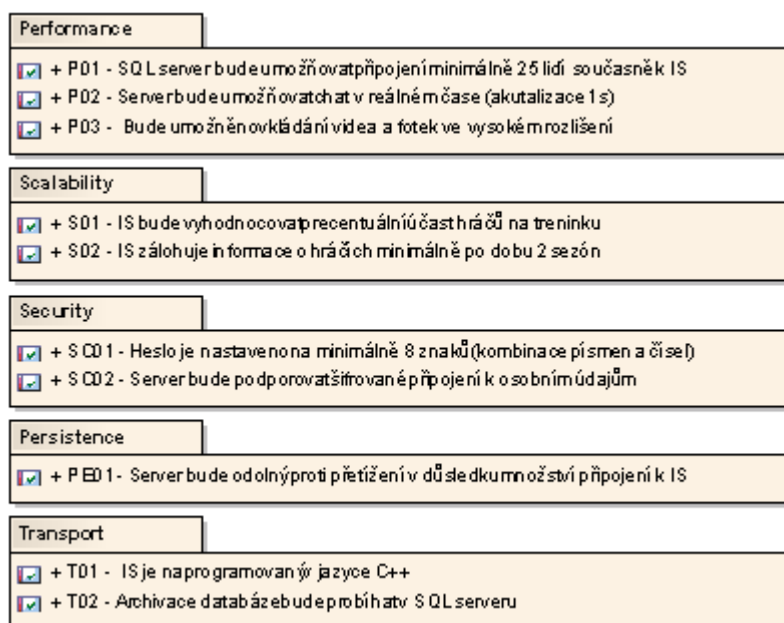 Performance
+ P01 - SQL server bude umožňovat připojení minimálně 25 lidí současně k IS
+ P02 - Server bude umožňovat chat v reálném čase (akutalizace 1s)
+ P03 - Bude umožněno vkládání videa a fotek ve vysokém rozlišení
Scalability
+ S01 - IS bude vyhodnocovat precentuální účast hráčů na treninku
+ S02 - IS zálohuje informace o hráčích minimálně po dobu 2 sezón
Security
+ SC01 - Heslo je nastaveno na minimálně 8 znaků (kombinace písmen a čísel)
+ SC02 - Server bude podporovat šifrované připojení k osobním údajům
Persistence
+ PE01 - Server bude odolný proti přetížení v důsledku množství připojení k IS
Transport
+ T01 - IS je naprogramovaný v jazyce C++
+ T02 - Archivace databáze bude probíhat v SQL serveru